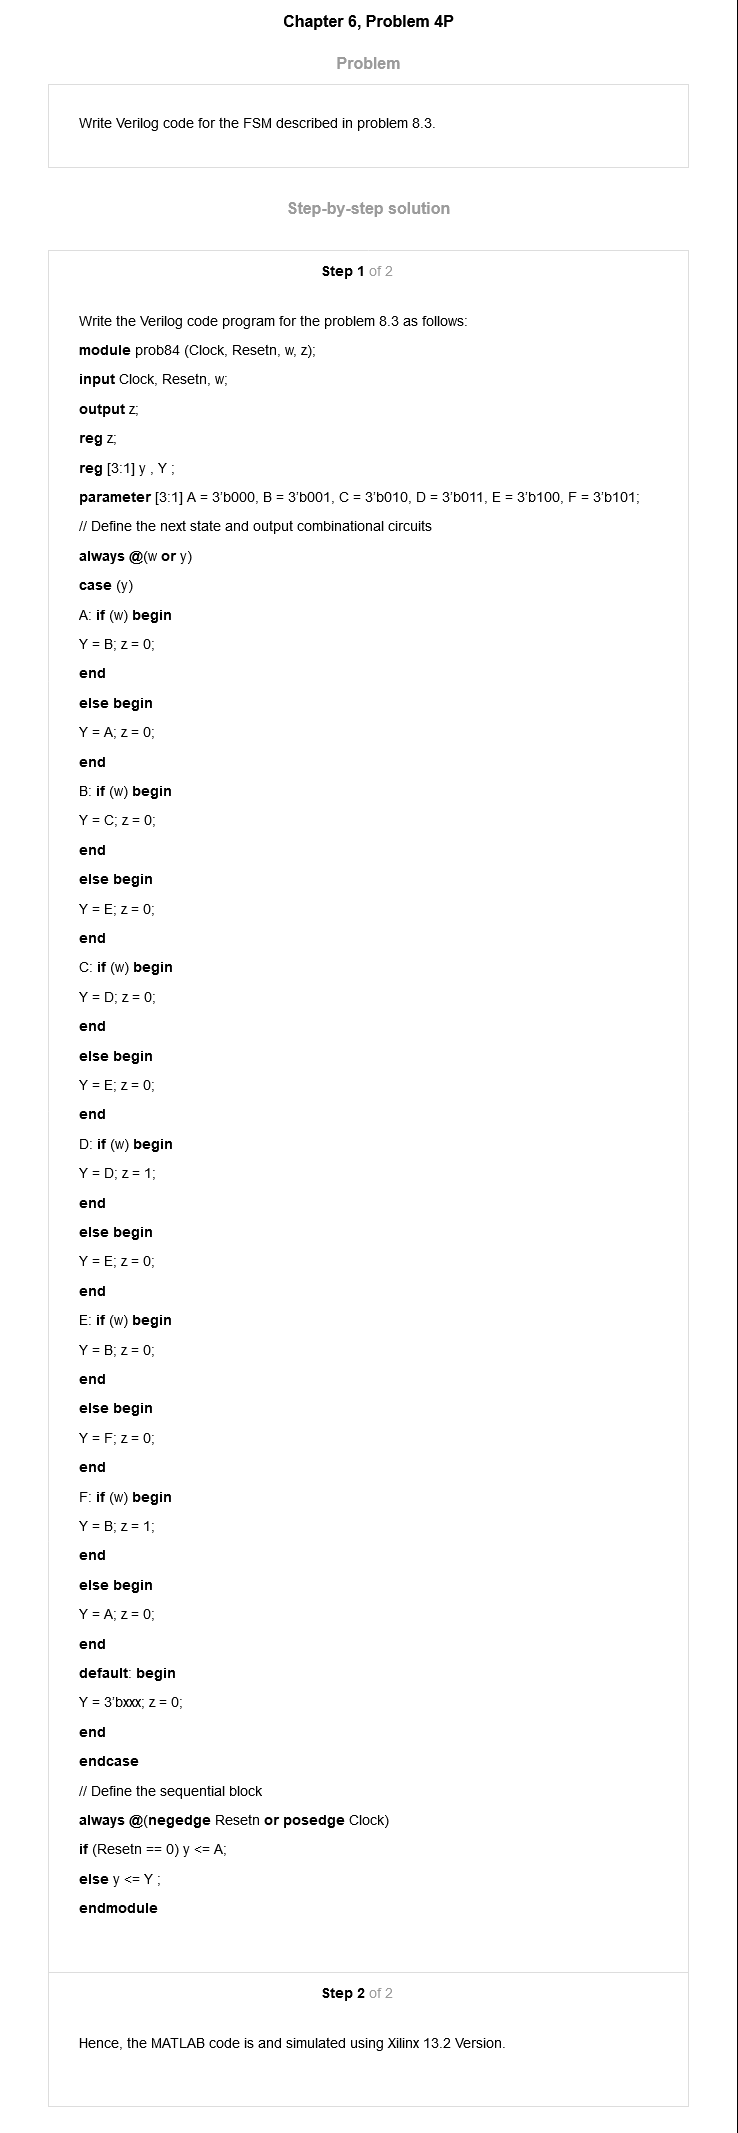 Chapter 6, Problem 4P
Problem
Write Verilog code for the FSM described in problem 8.3.
Step-by-step solution
Step 1 of 2
Write the Verilog code program for the problem 8.3 as follows:
module prob84 (Clock, Resetn, w, z);
input Clock, Resetn, w;
output z;
reg z;
reg [3:1] y , Y ;
parameter [3:1] A = 3'b000, B = 3'b001, C = 3'b010, D = 3'b011, E = 3'b100, F = 3'b101;
// Define the next state and output combinational circuits
always @(w or y)
case (y)
A: if (w) begin
Y = B; z = 0;
end
else begin
Y = A; z = 0;
end
B: if (w) begin
Y = C; z = 0;
end
else begin
Y = E; z = 0;
end
C: if (w) begin
Y = D; z = 0;
end
else begin
Y = E; z = 0;
end
D: if (w) begin
Y = D; z = 1;
end
else begin
Y = E; z = 0;
end
E: if (w) begin
Y = B; z = 0;
end
else begin
Y = F; z = 0;
end
F: if (w) begin
Y = B; z = 1;
end
else begin
Y = A; z = 0;
end
default: begin
Y = 3'bxxx; z = 0;
end
endcase
// Define the sequential block
always @(negedge Resetn or posedge Clock)
if (Resetn == 0) y <= A;
else y <= Y ;
endmodule
Step 2 of 2
Hence, the MATLAB code is and simulated using Xilinx 13.2 Version.